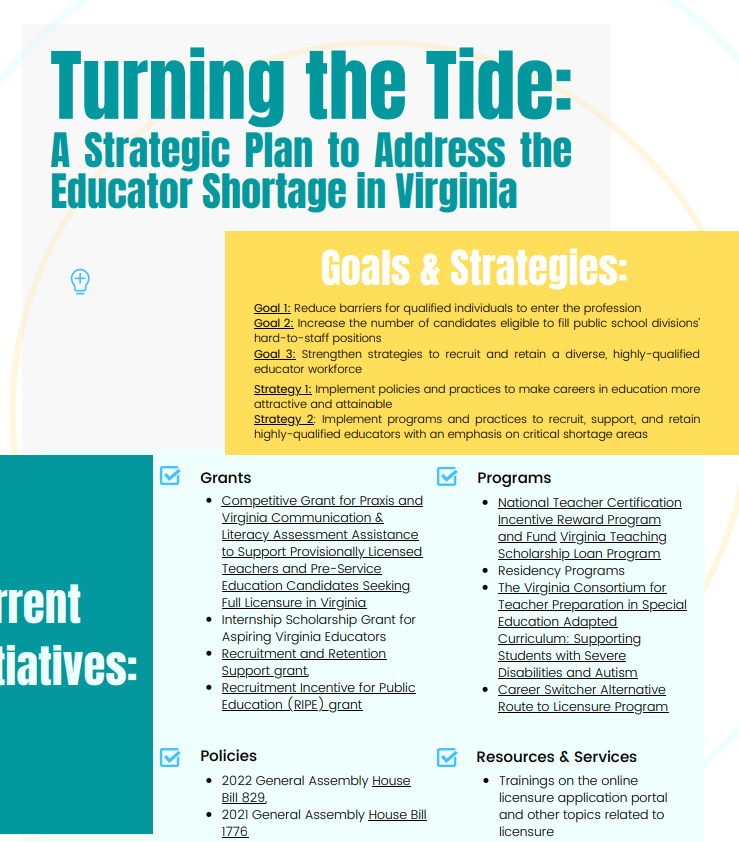 Turning the Tide:
A Strategic Plan to Address the
Educator Shortage in Virginia
Goals & Strategies:
Goal 1: Reduce barriers for qualified individuals to enter the profession
Goal 2: Increase the number of candidates eligible to fill public school divisions'
hard-to-staff positions
Goal 3: Strengthen strategies to recruit and retain a diverse, highly-qualified
educator workforce
Strategy 1: Implement policies and practices to make careers in education more
attractive and attainable
Strategy 2: Implement programs and practices to recruit, support, and retain
highly-qualified educators with an emphasis on critical shortage areas
rrent
tiatives:
Grants
• Competitive Grant for Praxis and
Virginia Communication &
Literacy Assessment Assistance
to Support Provisionally Licensed
Teachers and Pre-Service
Education Candidates Seeking
Full Licensure in Virginia
• Internship Scholarship Grant for
Aspiring Virginia Educators
• Recruitment and Retention
Support grant,
• Recruitment Incentive for Public
Education (RIPE) grant
Programs
• National Teacher Certification
Incentive Reward Program
and Fund Virginia Teaching
Scholarship Loan Program
• Residency Programs
• The Virginia Consortium for
Teacher Preparation in Special
Education Adapted
Curriculum: Supporting
Students with Severe
Disabilities and Autism
• Career Switcher Alternative
Route to Licensure Program
Policies
• 2022 General Assembly House
Bill 829,
• 2021 General Assembly House Bill
1776
Resources & Services
• Trainings on the online
licensure application portal
and other topics related to
licensure